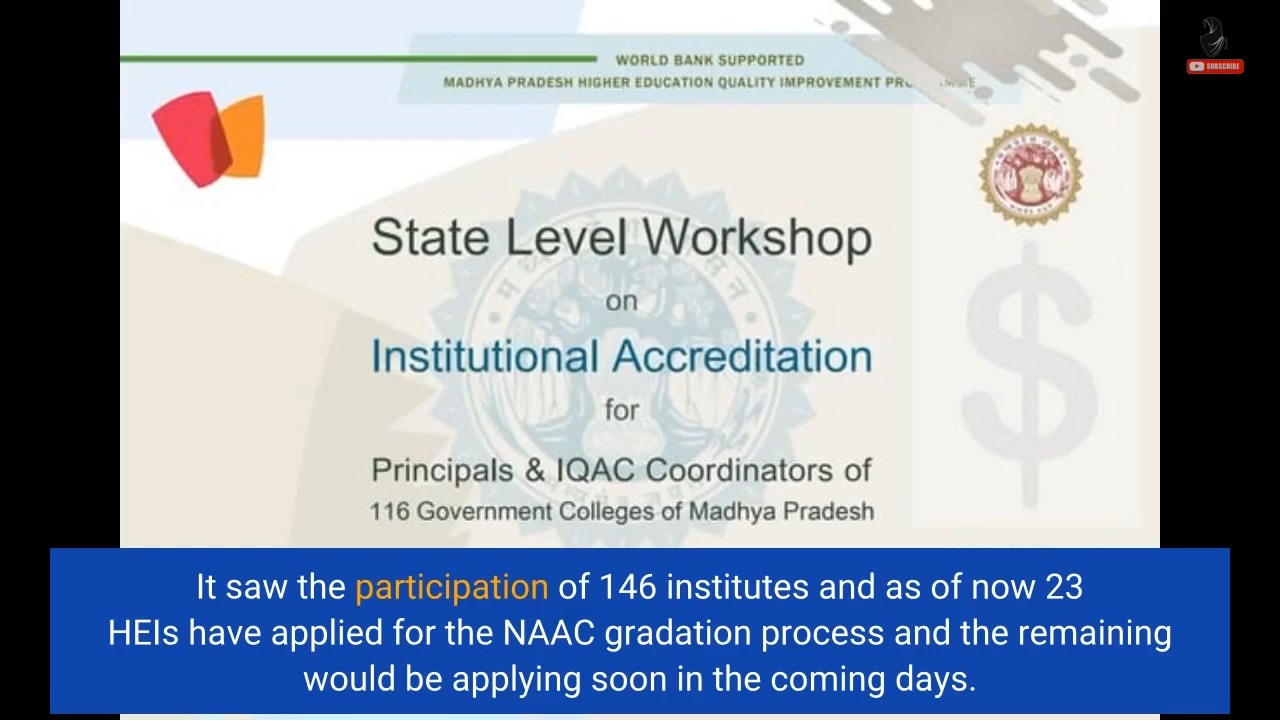 WORLD BANK SUPPORTED
MADHYA PRADESH HIGHER EDUCATION QUALITY IMPROVEMENT
SUBSCRIBE
State Level Workshop
on
Institutional Accreditation
for
Principals & IQAC Coordinators of
116 Government Colleges of Madhya Pradesh
$
It saw the participation of 146 institutes and as of now 23
HEIs have applied for the NAAC gradation process and the remaining
would be applying soon in the coming days.